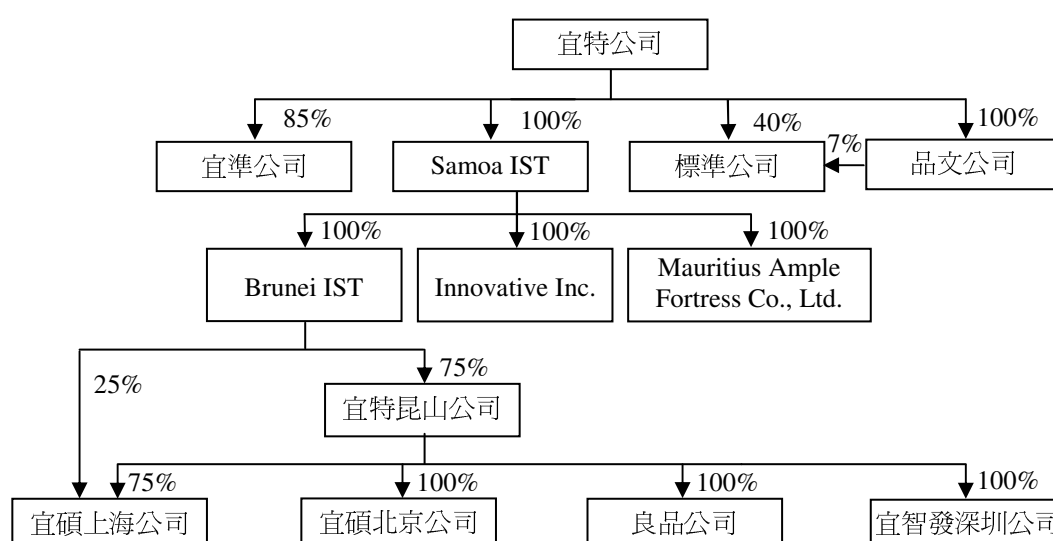 宜特公司
85%
100%
40%
100%
宜準公司
Samoa IST
標準公司
7%
品文公司
100%
100%
100%
Brunei IST
Innovative Inc.
Mauritius Ample
Fortress Co., Ltd.
25%
75%
宜特昆山公司
75%
100%
100%
100%
宜碩上海公司
宜碩北京公司
良品公司
宜智發深圳公司